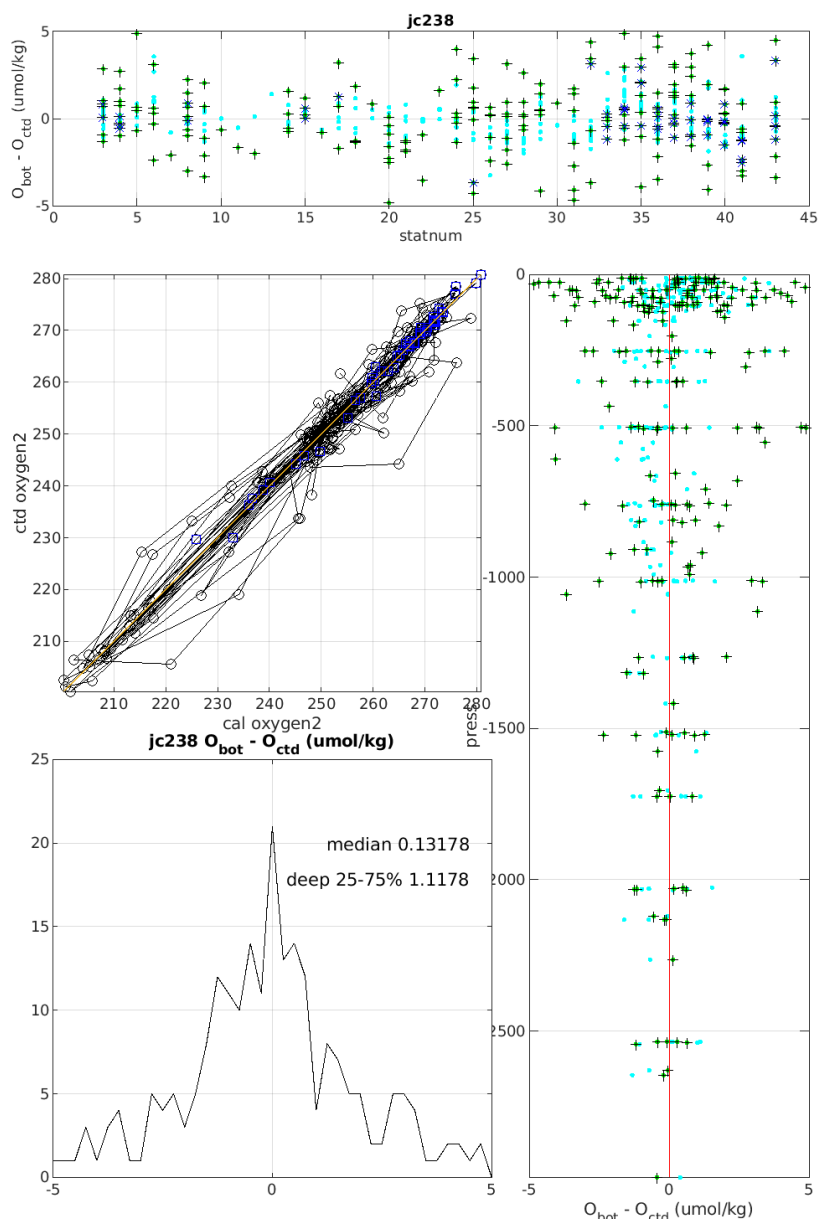 jc238
5
0
-5
O_bot - O_ctd (umol/kg)
0 5 10 15 20 25 30 35 40 45
statnum
280
270
260
250
240
230
220
210
ctd oxygen2
210 220 230 240 250 260 270 280
cal oxygen2
0
-500
-1000
-1500
2000
2500
press
-5 0 5
O_bot - O_ctd (umol/kg)
jc238 O_bot - O_ctd (umol/kg)
25
20
15
10
5
0
median 0.13178
deep 25-75% 1.1178
-5 0 5